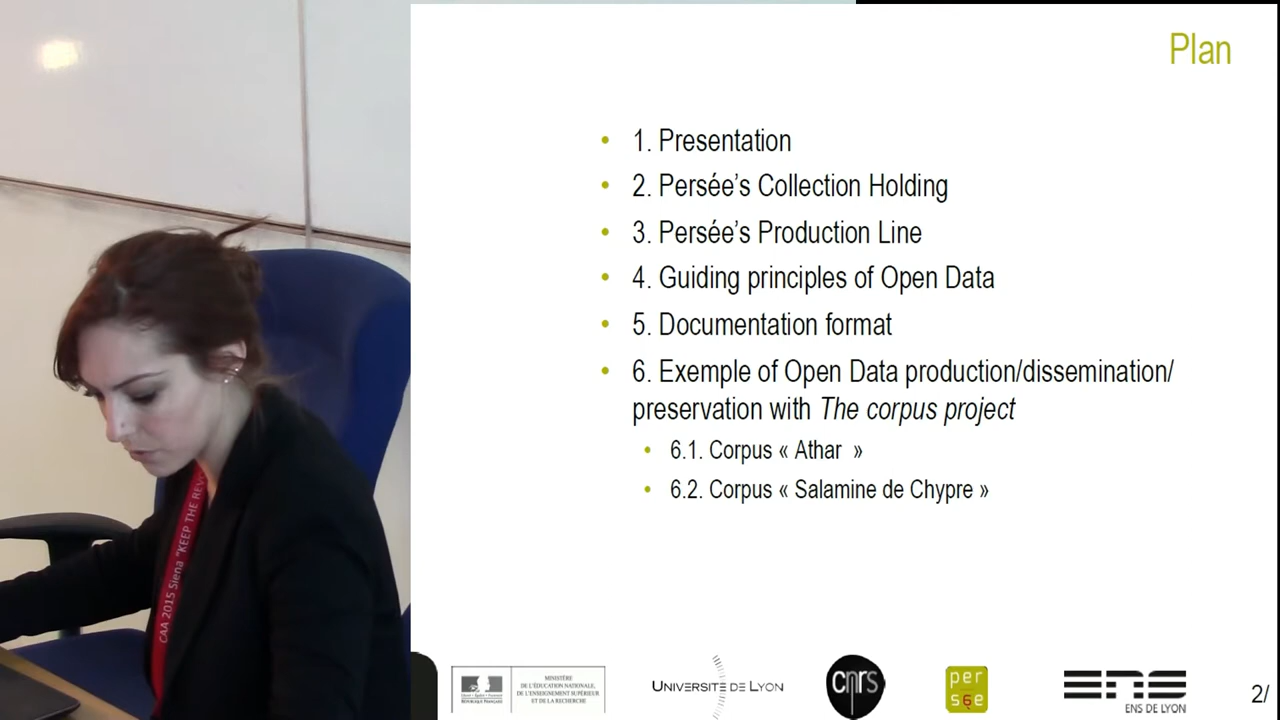 Plan
• 1. Presentation
• 2. Persée’s Collection Holding
• 3. Persée’s Production Line
• 4. Guiding principles of Open Data
• 5. Documentation format
• 6. Exemple of Open Data production/dissemination/
preservation with The corpus project
• 6.1. Corpus « Athar  »
• 6.2. Corpus « Salamine de Chypre »
CAA 2015 Siena "KEEP THE REV
MINISTÈRE
DE L'ÉDUCATION NATIONALE,
DE L'ENSEIGNEMENT SUPÉRIEUR
ET DE LA RECHERCHE
UNIVERSITÉ DE LYON
cnrs
per
sée
ENS
ENS DE LYON
2/